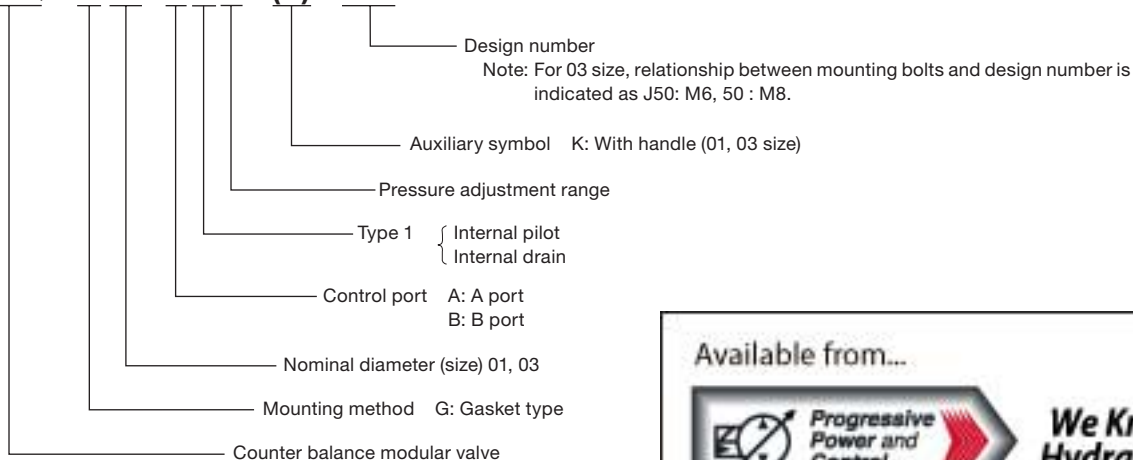 Design number
Note: For 03 size, relationship between mounting bolts and design number is
indicated as J50: M6, 50 : M8.
Auxiliary symbol K: With handle (01, 03 size)
Pressure adjustment range
Type 1 Internal pilot
Internal drain
Control port A: A port
B: B port
Nominal diameter (size) 01, 03
Mounting method G: Gasket type
Counter balance modular valve
Available from...
Progressive
Power and
We